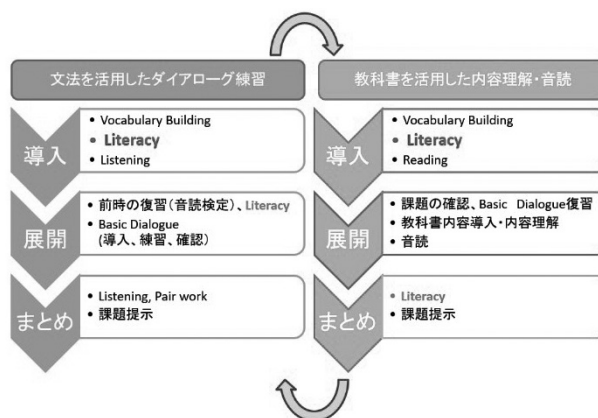 文法を活用したダイアローグ練習
導入
• Vocabulary Building
• Literacy
• Listening
展開
• 前時の復習(音読検定)、Literacy
• Basic Dialogue
(導入、練習、確認)
まとめ
• Listening, Pair work
• 課題提示
教科書を活用した内容理解・音読
導入
• Vocabulary Building
• Literacy
• Reading
展開
• 課題の確認、Basic Dialogue復習
• 教科書内容導入・内容理解
• 音読
まとめ
• Literacy
• 課題提示